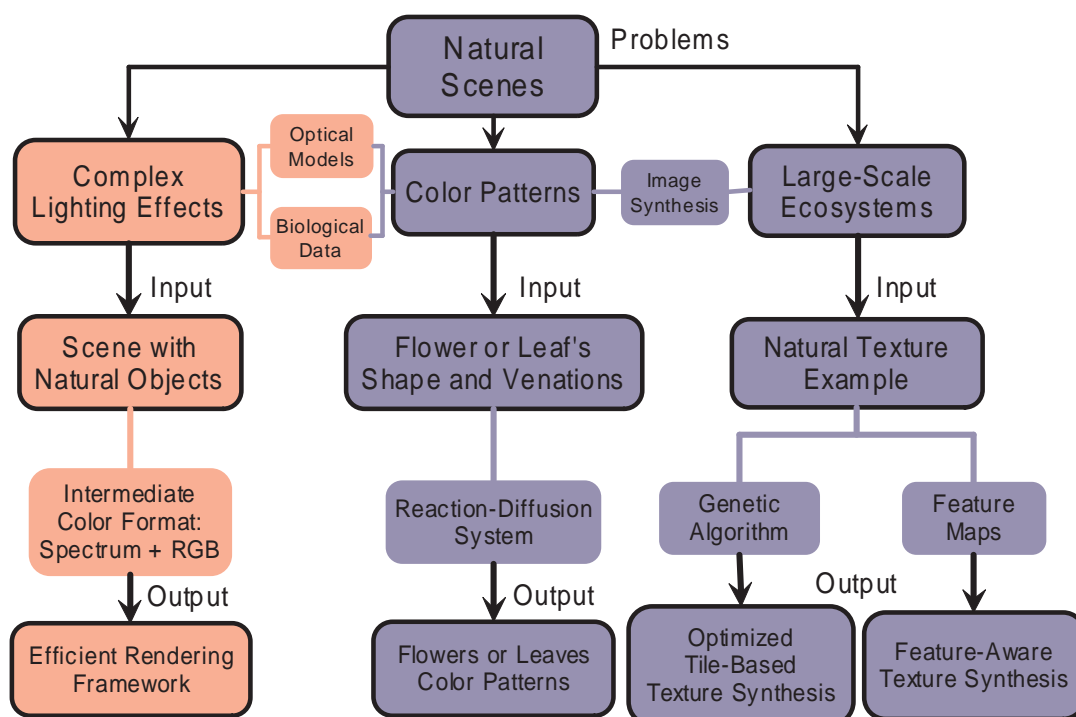 Natural
Scenes
Problems
Complex
Lighting Effects
Optical
Models
Biological
Data
Color Patterns
Image
Synthesis
Large-Scale
Ecosystems
Input
Input
Input
Scene with
Natural Objects
Flower or Leaf's
Shape and Venations
Natural Texture
Example
Intermediate
Color Format:
Spectrum + RGB
Reaction-Diffusion
System
Genetic
Algorithm
Feature
Maps
Output
Output
Output
Efficient Rendering
Framework
Flowers or Leaves
Color Patterns
Optimized
Tile-Based
Texture Synthesis
Feature-Aware
Texture Synthesis